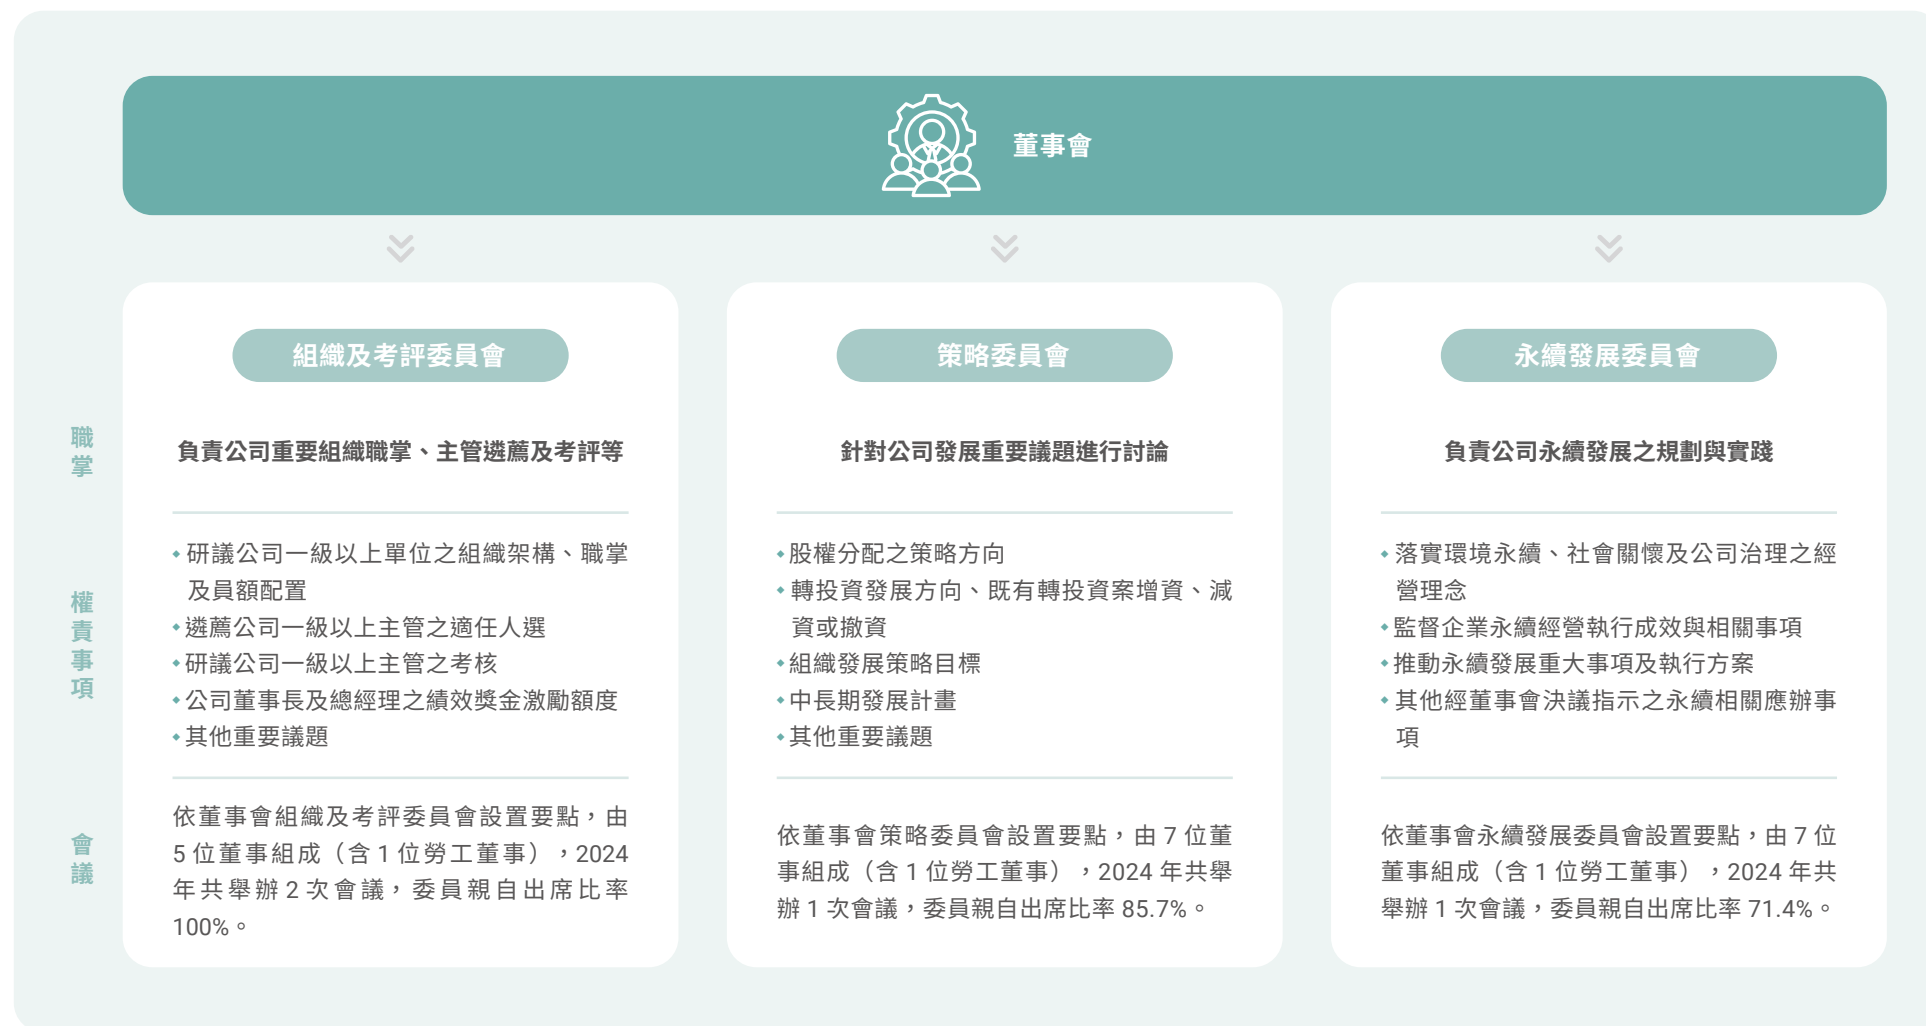 董事會
組織及考評委員會
策略委員會
永續發展委員會
職掌
負責公司重要組織職掌、主管遴薦及考評等
針對公司發展重要議題進行討論
負責公司永續發展之規劃與實踐
權責事項
研議公司一級以上單位之組織架構、職掌
及員額配置
遴薦公司一級以上主管之適任人選
研議公司一級以上主管之考核
公司董事長及總經理之績效獎金激勵額度
其他重要議題
股權分配之策略方向
轉投資發展方向、既有轉投資案增資、減
資或撤資
組織發展策略目標
中長期發展計畫
其他重要議題
落實環境永續、社會關懷及公司治理之經
營理念
監督企業永續經營執行成效與相關事項
推動永續發展重大事項及執行方案
其他經董事會決議指示之永續相關應辦事
項
會議
依董事會組織及考評委員會設置要點，由
5 位董事組成（含 1 位勞工董事），2024
年共舉辦 2 次會議，委員親自出席比率
100%。
依董事會策略委員會設置要點，由 7 位董
事組成（含 1 位勞工董事），2024 年共舉
辦 1 次會議，委員親自出席比率 85.7%。
依董事會永續發展委員會設置要點，由 7 位
董事組成（含 1 位勞工董事），2024 年共
舉辦 1 次會議，委員親自出席比率 71.4%。